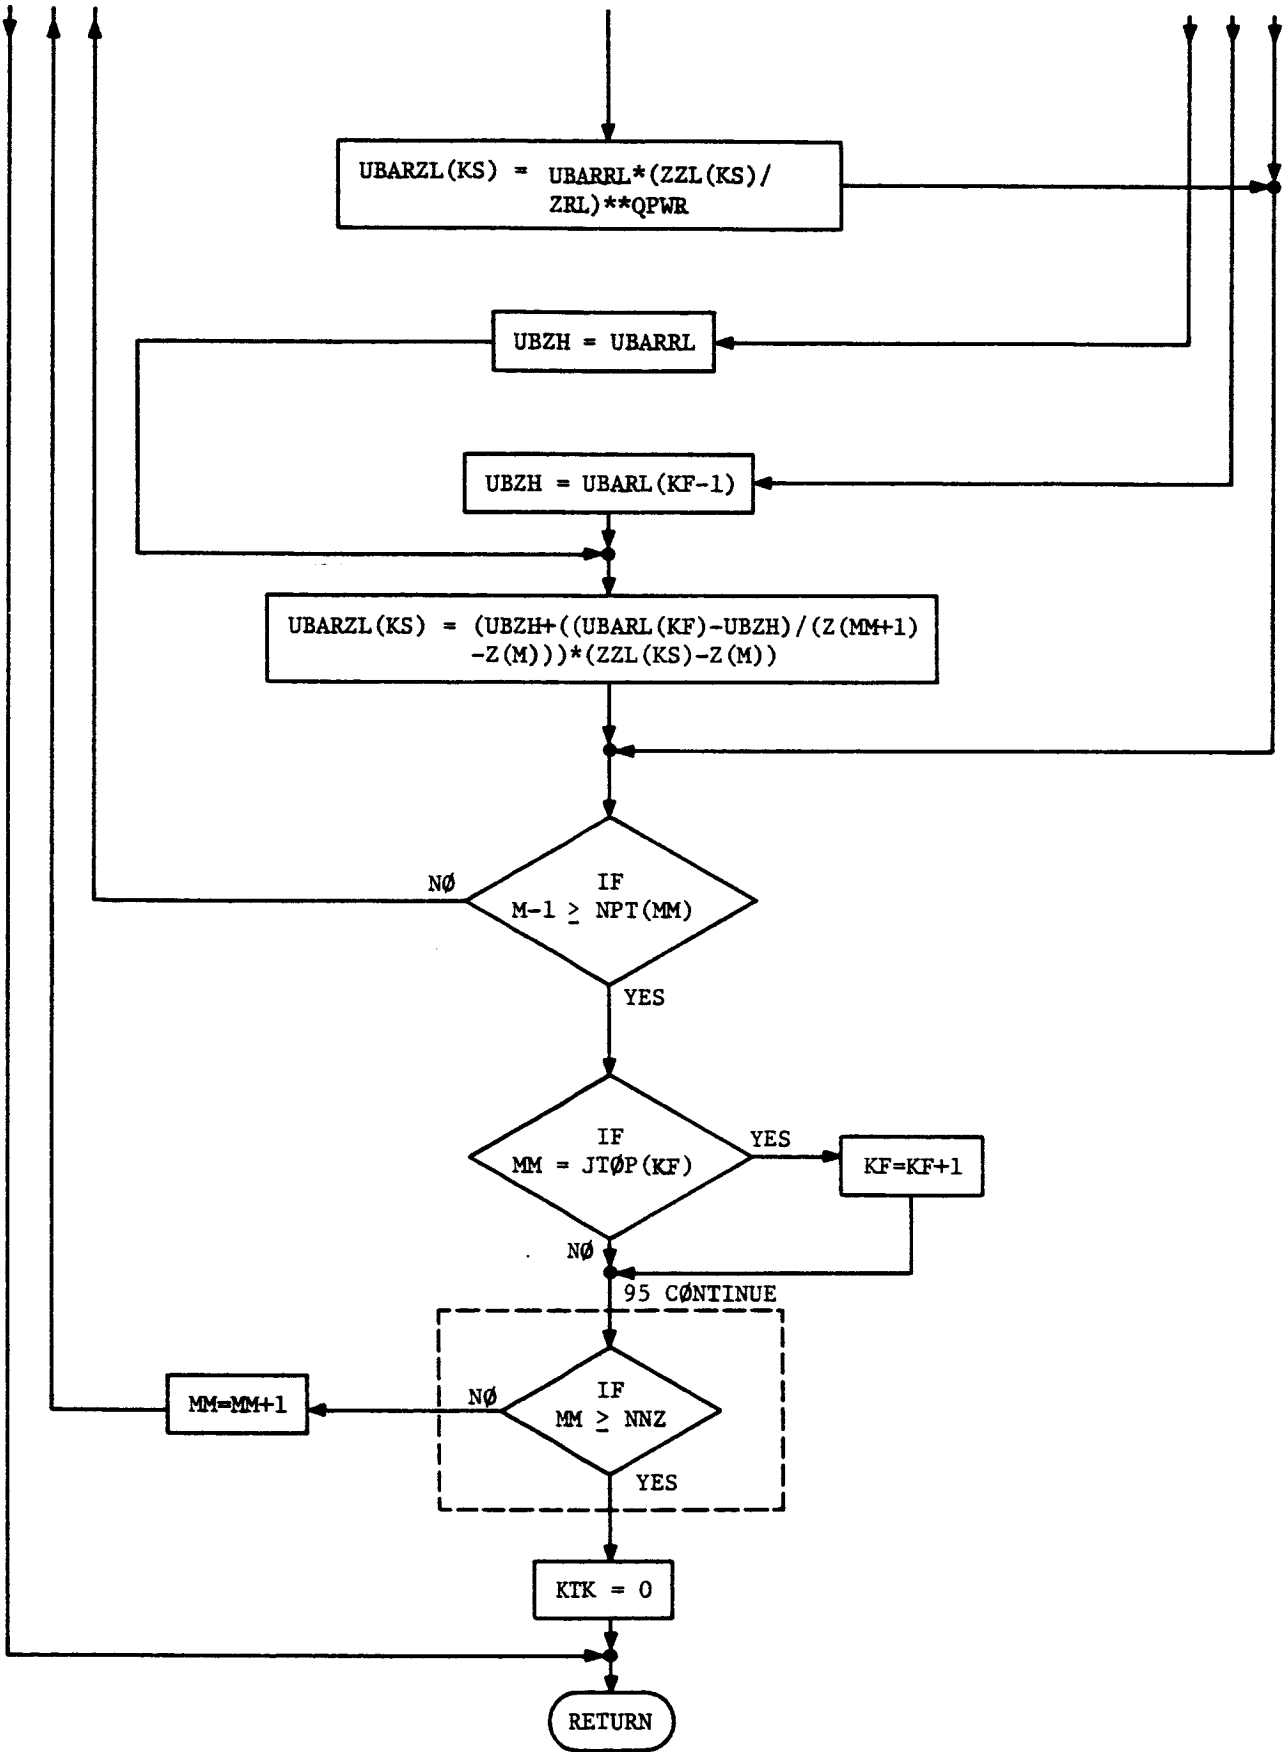 UBARZL(KS) = UBARRL*(ZZL(KS)/
ZRL)**QPWR
UBZH = UBARRL
UBZH = UBARL(KF-1)
UBARZL(KS) = (UBZH+((UBARL(KF)-UBZH)/(Z(MM+1)
-Z(M)))*(ZZL(KS)-Z(M))
IF
M-1 ≥ NPT(MM)
NØ
YES
IF
MM = JTØP(KF)
YES
KF=KF+1
NØ
95 CØNTINUE
IF
MM ≥ NNZ
NØ
MM=MM+1
YES
KTK = 0
RETURN